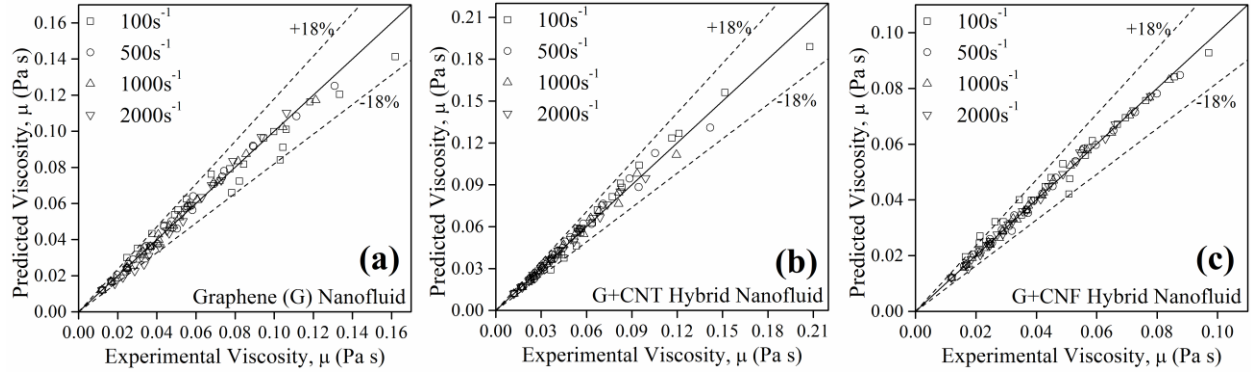 0.16
0.14
0.12
0.10
0.08
0.06
0.04
0.02
0.00
Predicted Viscosity, μ (Pa s)
100s⁻¹
500s⁻¹
1000s⁻¹
2000s⁻¹
+18%
-18%
(a)
Graphene (G) Nanofluid
0.00 0.02 0.04 0.06 0.08 0.10 0.12 0.14 0.16
Experimental Viscosity, μ (Pa s)
0.21
0.18
0.15
0.12
0.09
0.06
0.03
0.00
Predicted Viscosity, μ (Pa s)
100s⁻¹
500s⁻¹
1000s⁻¹
2000s⁻¹
+18%
-18%
(b)
G+CNT Hybrid Nanofluid
0.00 0.03 0.06 0.09 0.12 0.15 0.18 0.21
Experimental Viscosity, μ (Pa s)
0.10
0.08
0.06
0.04
0.02
0.00
Predicted Viscosity, μ (Pa s)
100s⁻¹
500s⁻¹
1000s⁻¹
2000s⁻¹
+18%
-18%
(c)
G+CNF Hybrid Nanofluid
0.00 0.02 0.04 0.06 0.08 0.10
Experimental Viscosity, μ (Pa s)